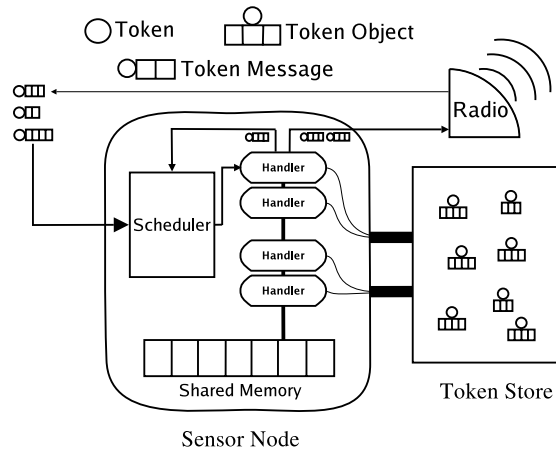 Token
Token Object
Token Message
Radio
Handler
Scheduler
Handler
Handler
Handler
Shared Memory
Token Store
Sensor Node